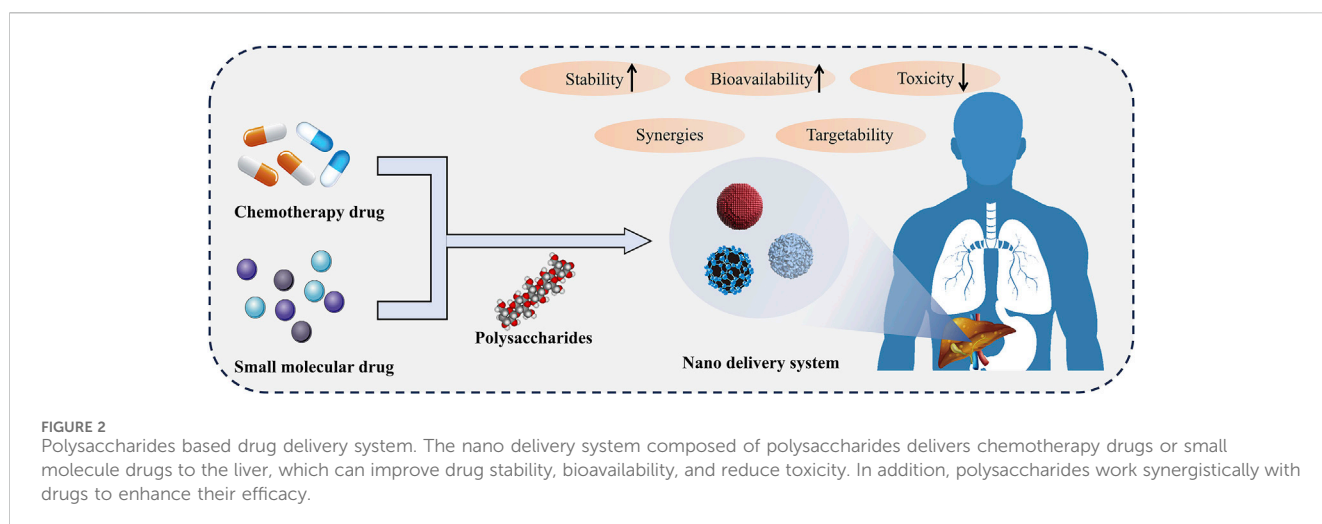 Stability ↑
Bioavailability ↑
Toxicity ↓
Synergies
Targetability
Chemotherapy drug
Polysaccharides
Small molecular drug
Nano delivery system
FIGURE 2
Polysaccharides based drug delivery system. The nano delivery system composed of polysaccharides delivers chemotherapy drugs or small
molecule drugs to the liver, which can improve drug stability, bioavailability, and reduce toxicity. In addition, polysaccharides work synergistically with
drugs to enhance their efficacy.